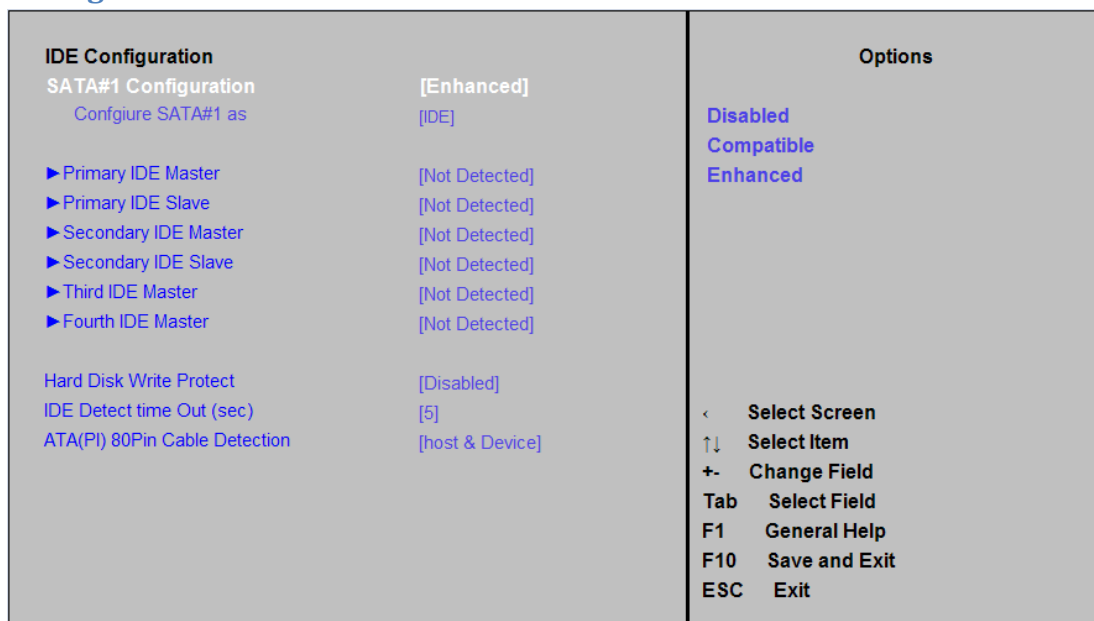 IDE Configuration
SATA#1 Configuration [Enhanced]
Confgiure SATA#1 as [IDE]
►Primary IDE Master [Not Detected]
►Primary IDE Slave [Not Detected]
►Secondary IDE Master [Not Detected]
►Secondary IDE Slave [Not Detected]
►Third IDE Master [Not Detected]
►Fourth IDE Master [Not Detected]
Hard Disk Write Protect [Disabled]
IDE Detect time Out (sec) [5]
ATA(PI) 80Pin Cable Detection [host & Device]
Options
Disabled
Compatible
Enhanced
‹ Select Screen
↑↓ Select Item
+- Change Field
Tab Select Field
F1 General Help
F10 Save and Exit
ESC Exit